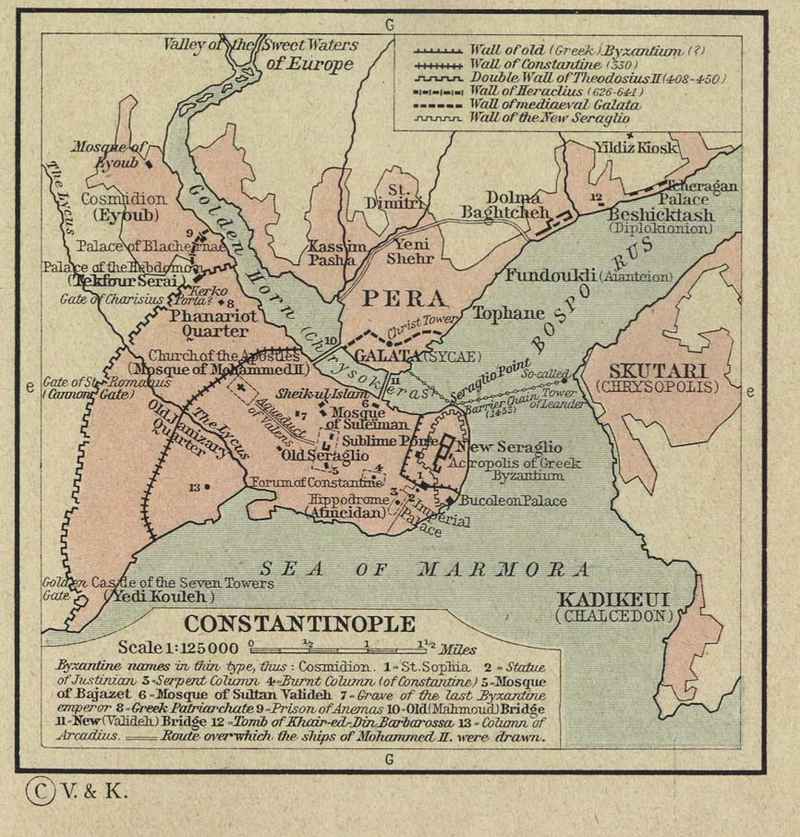 G
Valley of the Sweet Waters
of Europe
Wall of old (Greek) Byzantium (?)
Wall of Constantine (330)
Double Wall of Theodosius II (408-450)
Wall of Heraclius (626-641)
Wall of mediaeval Galata
Wall of the New Seraglio
Yildiz Kiosk
Mosque of
Eyoub
The Lycus
Cosmidion
(Eyoub)
Golden Horn (Chrysokeras)
St.
Dimitri
Dolma
Baghtcheh
12
Tcheragan
Palace
Beshicktash
(Diplokionion)
9
Palace of Blachernae
Kassim
Pasha
Yeni
Shehr
BOSPORUS
Palace of the Hebdomon
(Tekfour Serai)
Kerko
Porta?
Gate of Charisius
8
Fundoukli (Aianteion)
PERA
Tophane
Phanariot
Quarter
Christ Tower
10
GALATA (SYCAE)
Church of the Apostles
(Mosque of Mohammed II)
Seraglio Point
So-called
Tower
of Leander
SKUTARI
(CHRYSOPOLIS)
e
e
Gate of St. Romanus
(Cannon Gate)
11
Sheik-ul-Islam
6
Barrier Chain
(1453)
Old Janizary
Quarter
The Lycus
Aqueduct
of Valens
7
Mosque
of Suleiman
Sublime Porte
New Seraglio
Old Seraglio
5
4
Acropolis of Greek
Byzantium
13
Forum of Constantine
1
2
3
Hippodrome
(Atmeidan)
Imperial
Palace
Bucoleon Palace
SEA OF MARMORA
Golden
Gate
Castle of the Seven Towers
(Yedi Kouleh)
KADIKEUI
(CHALCEDON)
CONSTANTINOPLE
Scale 1:125000 0 ½ 1 1½ Miles
Byzantine names in thin type, thus: Cosmidion. 1-St. Sophia 2-Statue
of Justinian 3-Serpent Column 4-Burnt Column (of Constantine) 5-Mosque
of Bajazet 6-Mosque of Sultan Valideh 7-Grave of the last Byzantine
emperor 8-Greek Patriarchate 9-Prison of Anemas 10-Old (Mahmoud) Bridge
11-New (Valideh) Bridge 12-Tomb of Khair-ed-Din Barbarossa 13-Column of
Arcadius. Route over which the ships of Mohammed II. were drawn.
G
© V. & K.